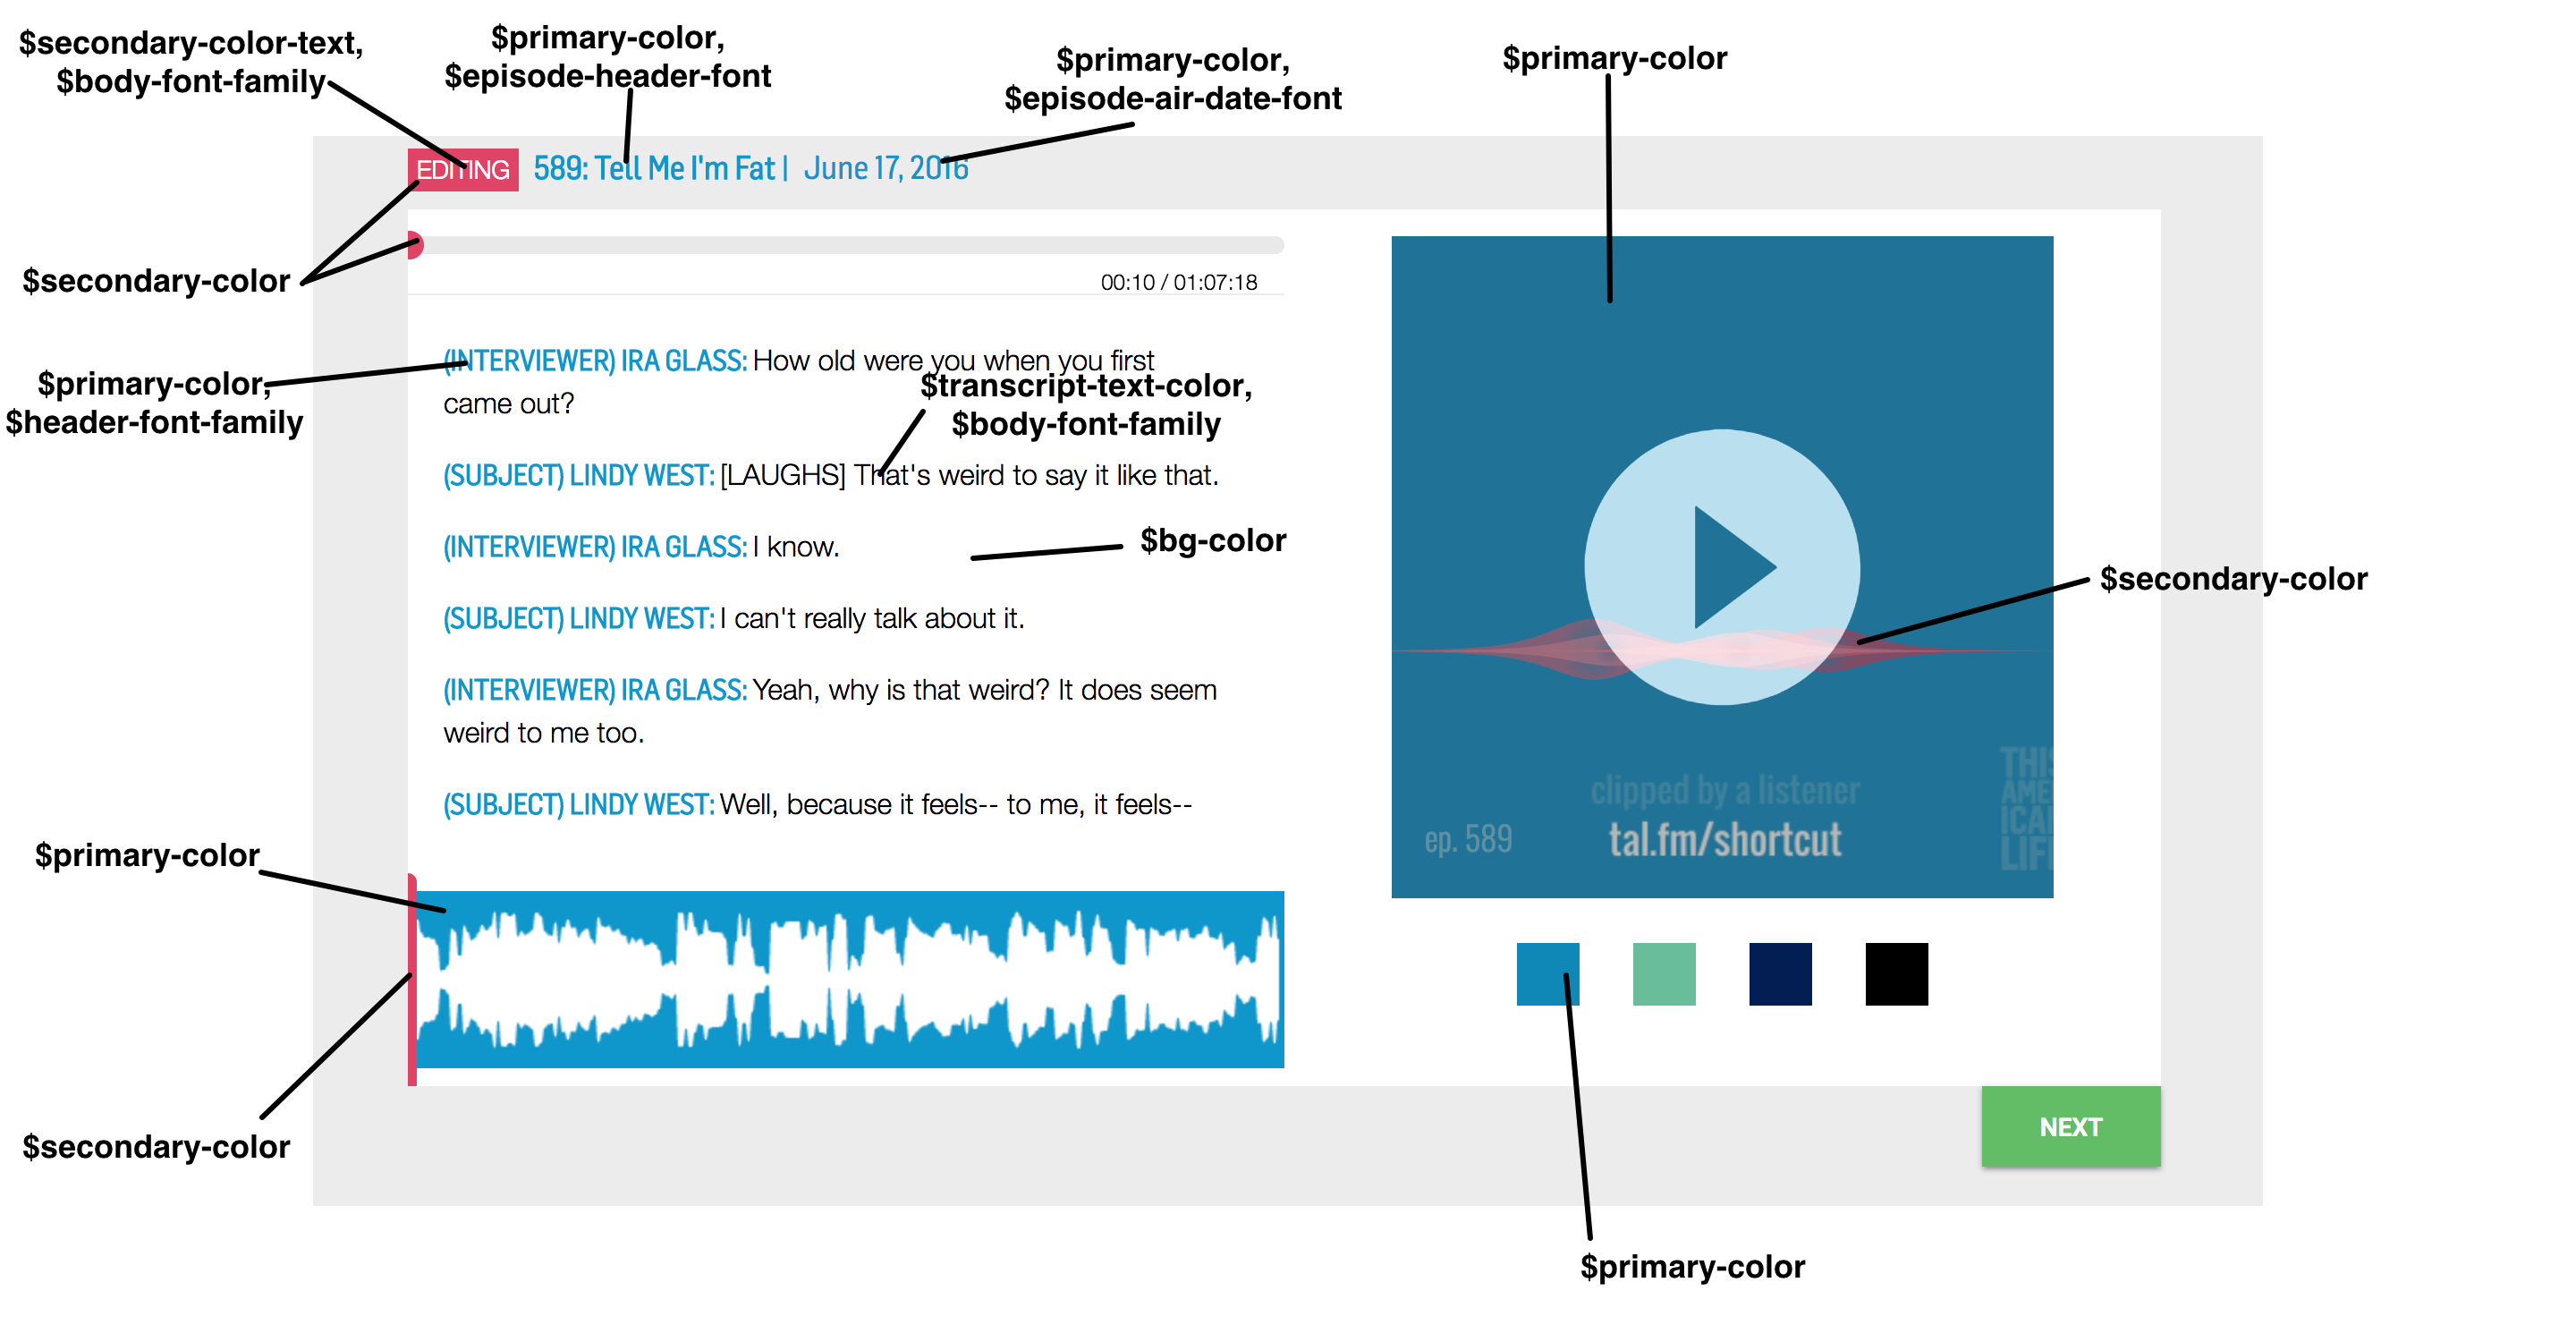 $secondary-color-text,
$body-font-family
$primary-color,
$episode-header-font
$primary-color,
$episode-air-date-font
$primary-color
EDITING 589: Tell Me I'm Fat | June 17, 2016
$secondary-color
00:10 / 01:07:18
$primary-color,
$header-font-family
(INTERVIEWER) IRA GLASS: How old were you when you first
came out?
$transcript-text-color,
$body-font-family
(SUBJECT) LINDY WEST: [LAUGHS] That's weird to say it like that.
(INTERVIEWER) IRA GLASS: I know.
$bg-color
$secondary-color
(SUBJECT) LINDY WEST: I can't really talk about it.
(INTERVIEWER) IRA GLASS: Yeah, why is that weird? It does seem
weird to me too.
(SUBJECT) LINDY WEST: Well, because it feels-- to me, it feels--
clipped by a listener
ep. 589
tal.fm/shortcut
THIS
AME
ICA
LIF
$primary-color
$secondary-color
NEXT
$primary-color